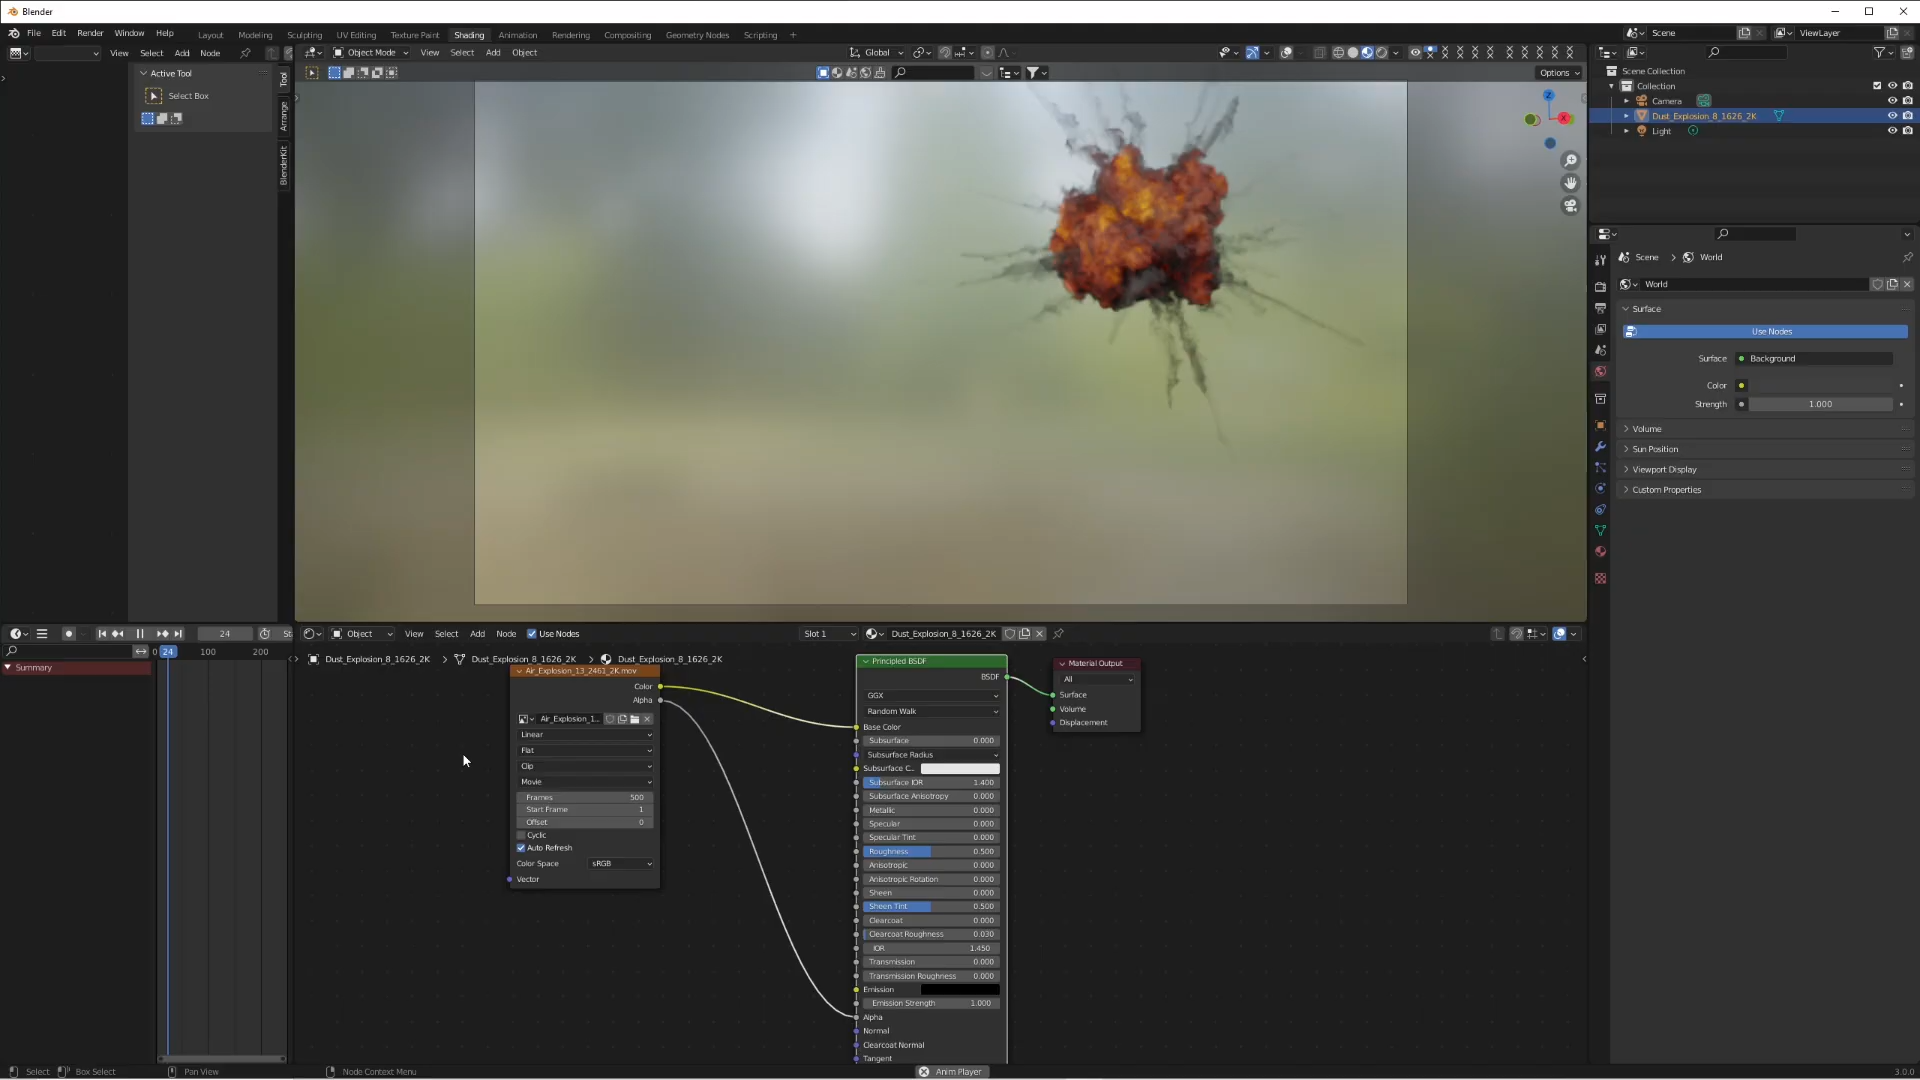 Blender
File Edit Render Window Help Layout Modeling Sculpting UV Editing Texture Paint Shading Animation Rendering Compositing Geometry Nodes Scripting + Scene ViewLayer
View Select Add Node Object Mode View Select Add Object Global
Options
Active Tool
Select Box
Tool
Arrange
BlenderKit
Z
X
Scene Collection
Collection
Camera
Dust_Explosion_8_1626_2K
Light
Scene > World
World
Surface
Use Nodes
Surface Background
Color
Strength 1.000
Volume
Sun Position
Viewport Display
Custom Properties
24 St
0 24 100 200
Summary
Object View Select Add Node Use Nodes Slot 1 Dust_Explosion_8_1626_2K
Dust_Explosion_8_1626_2K > Dust_Explosion_8_1626_2K > Dust_Explosion_8_1626_2K
Air_Explosion_13_2461_2K.mov
Color
Alpha
Air_Explosion_1...
Linear
Flat
Clip
Movie
Frames 500
Start Frame 1
Offset 0
Cyclic
Auto Refresh
Color Space sRGB
Vector
Principled BSDF
BSDF
GGX
Random Walk
Base Color
Subsurface 0.000
Subsurface Radius
Subsurface C..
Subsurface IOR 1.400
Subsurface Anisotropy 0.000
Metallic 0.000
Specular 0.000
Specular Tint 0.000
Roughness 0.500
Anisotropic 0.000
Anisotropic Rotation 0.000
Sheen 0.000
Sheen Tint 0.500
Clearcoat 0.000
Clearcoat Roughness 0.030
IOR 1.450
Transmission 0.000
Transmission Roughness 0.000
Emission
Emission Strength 1.000
Alpha
Normal
Clearcoat Normal
Tangent
Material Output
All
Surface
Volume
Displacement
Select Box Select Pan View Node Context Menu Anim Player 3.0.0